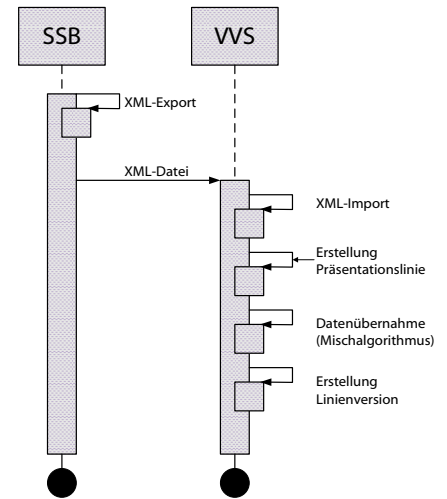 SSB
VVS
XML-Export
XML-Datei
XML-Import
Erstellung
Präsentationslinie
Datenübernahme
(Mischalgorithmus)
Erstellung
Linienversion